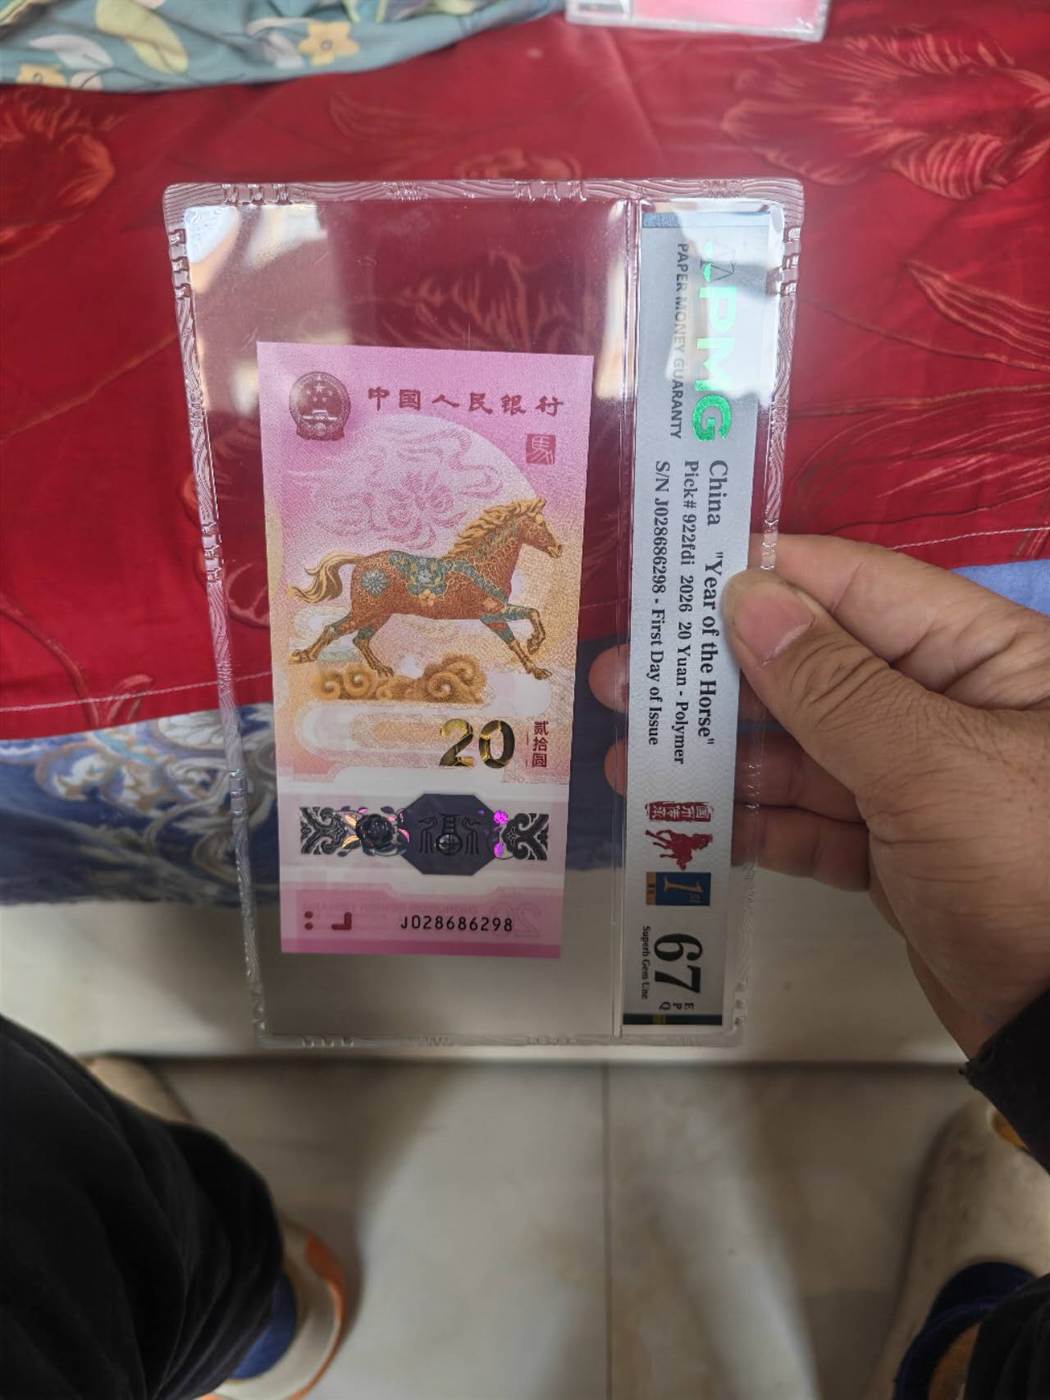 中国人民银行
馬
20
贰拾圆
J028686298
PMG
PAPER MONEY GUARANTY
China "Year of the Horse"
Pick# 922fdi 2026 20 Yuan - Polymer
S/N J028686298 - First Day of Issue
1st
67 EPQ
Superb Gem Unc